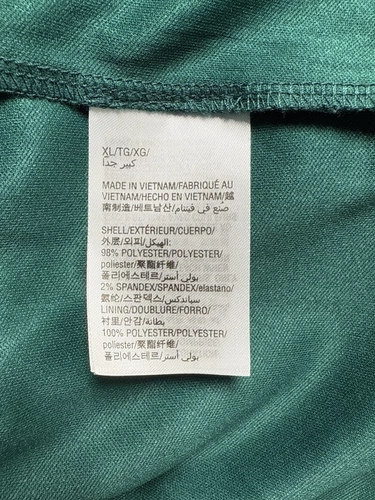 XL/TG/XG/
كبير جداً
MADE IN VIETNAM/FABRIQUÉ AU
VIETNAM/HECHO EN VIETNAM/越
南制造/베트남산/صنع في فيتنام
SHELL/EXTÉRIEUR/CUERPO/
外层/외피/الهيكل:
98% POLYESTER/POLYESTER/
poliester/聚酯纤维/
폴리에스테르/بولي أستر/
2% SPANDEX/SPANDEX/elastano/
氨纶/스판덱스/سباندكس/
LINING/DOUBLURE/FORRO/
衬里/안감/بطانة/
100% POLYESTER/POLYESTER/
poliester/聚酯纤维/
폴리에스테르/بولي أستر/